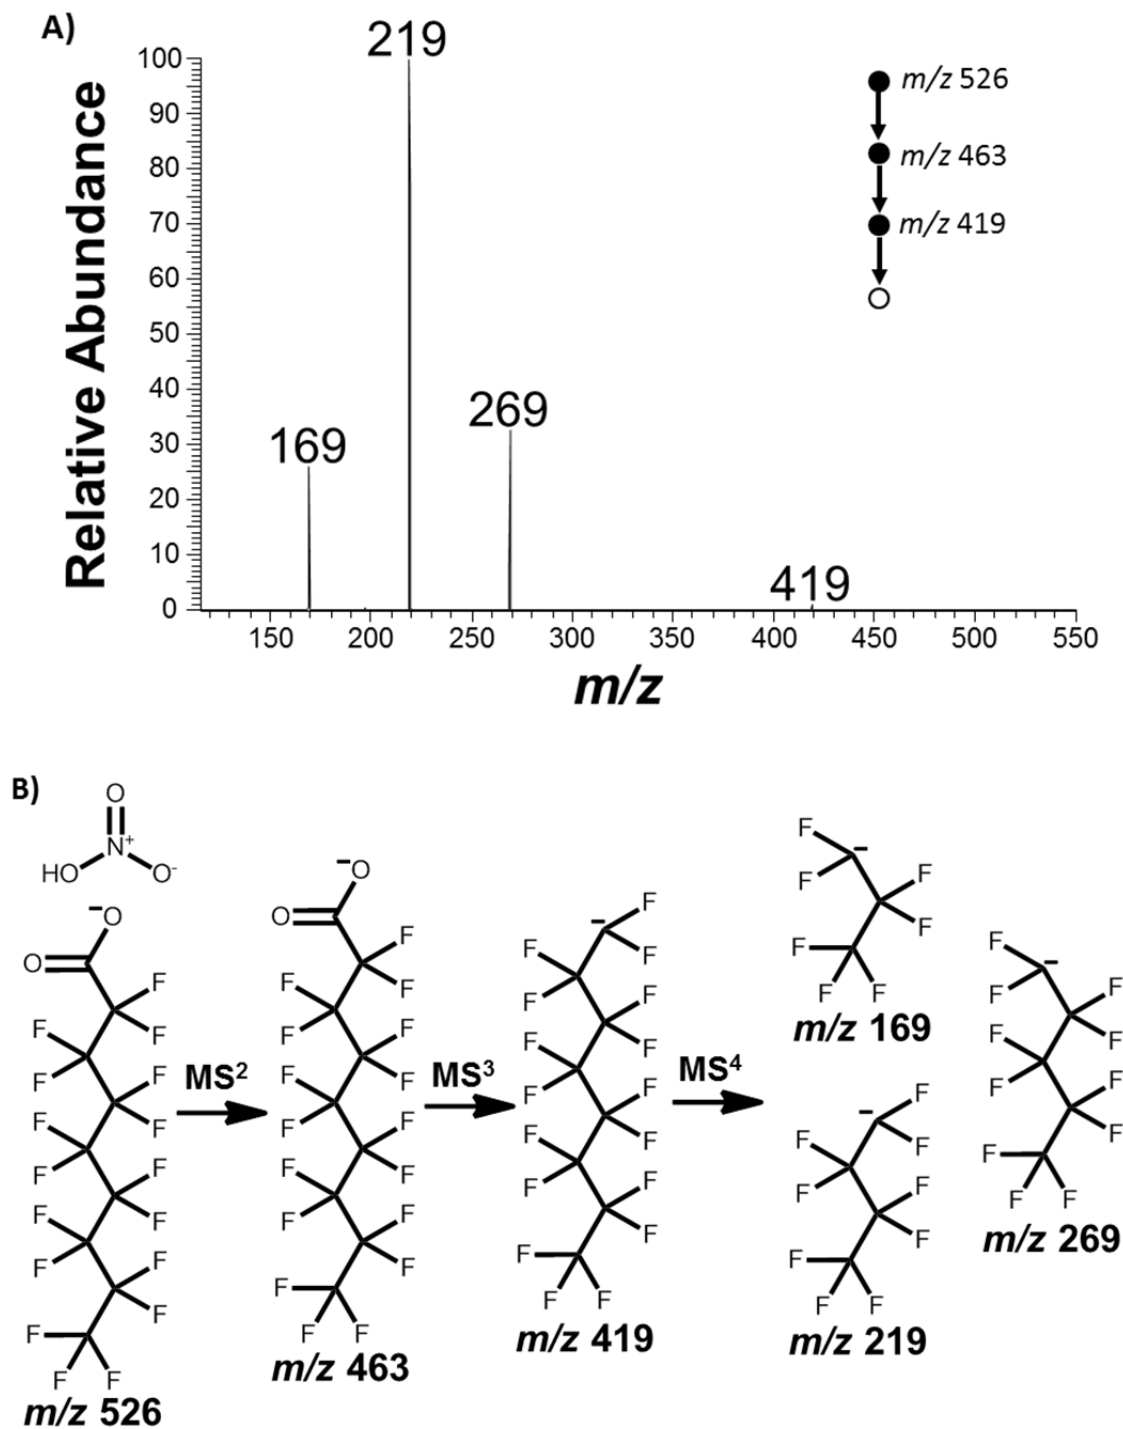 A)
219
100
90
80
70
60
50
40
30
20
10
0
Relative Abundance
169
269
419
m/z 526
m/z 463
m/z 419
150 200 250 300 350 400 450 500 550
m/z
B)
O
N+
HO O-
-O
O
F F
F F
F F
F F
F F
F F
F F
F
F F
m/z 526
MS2
-O
O
F F
F F
F F
F F
F F
F F
F F
F
F F
m/z 463
MS3
-
F F
F F
F F
F F
F F
F F
F F
F
F F
m/z 419
MS4
F
-
F
F
F
F
F F
m/z 169
-
F F
F F
F F
F
F F
m/z 219
F
-
F
F F
F F
F F
F
F F
m/z 269